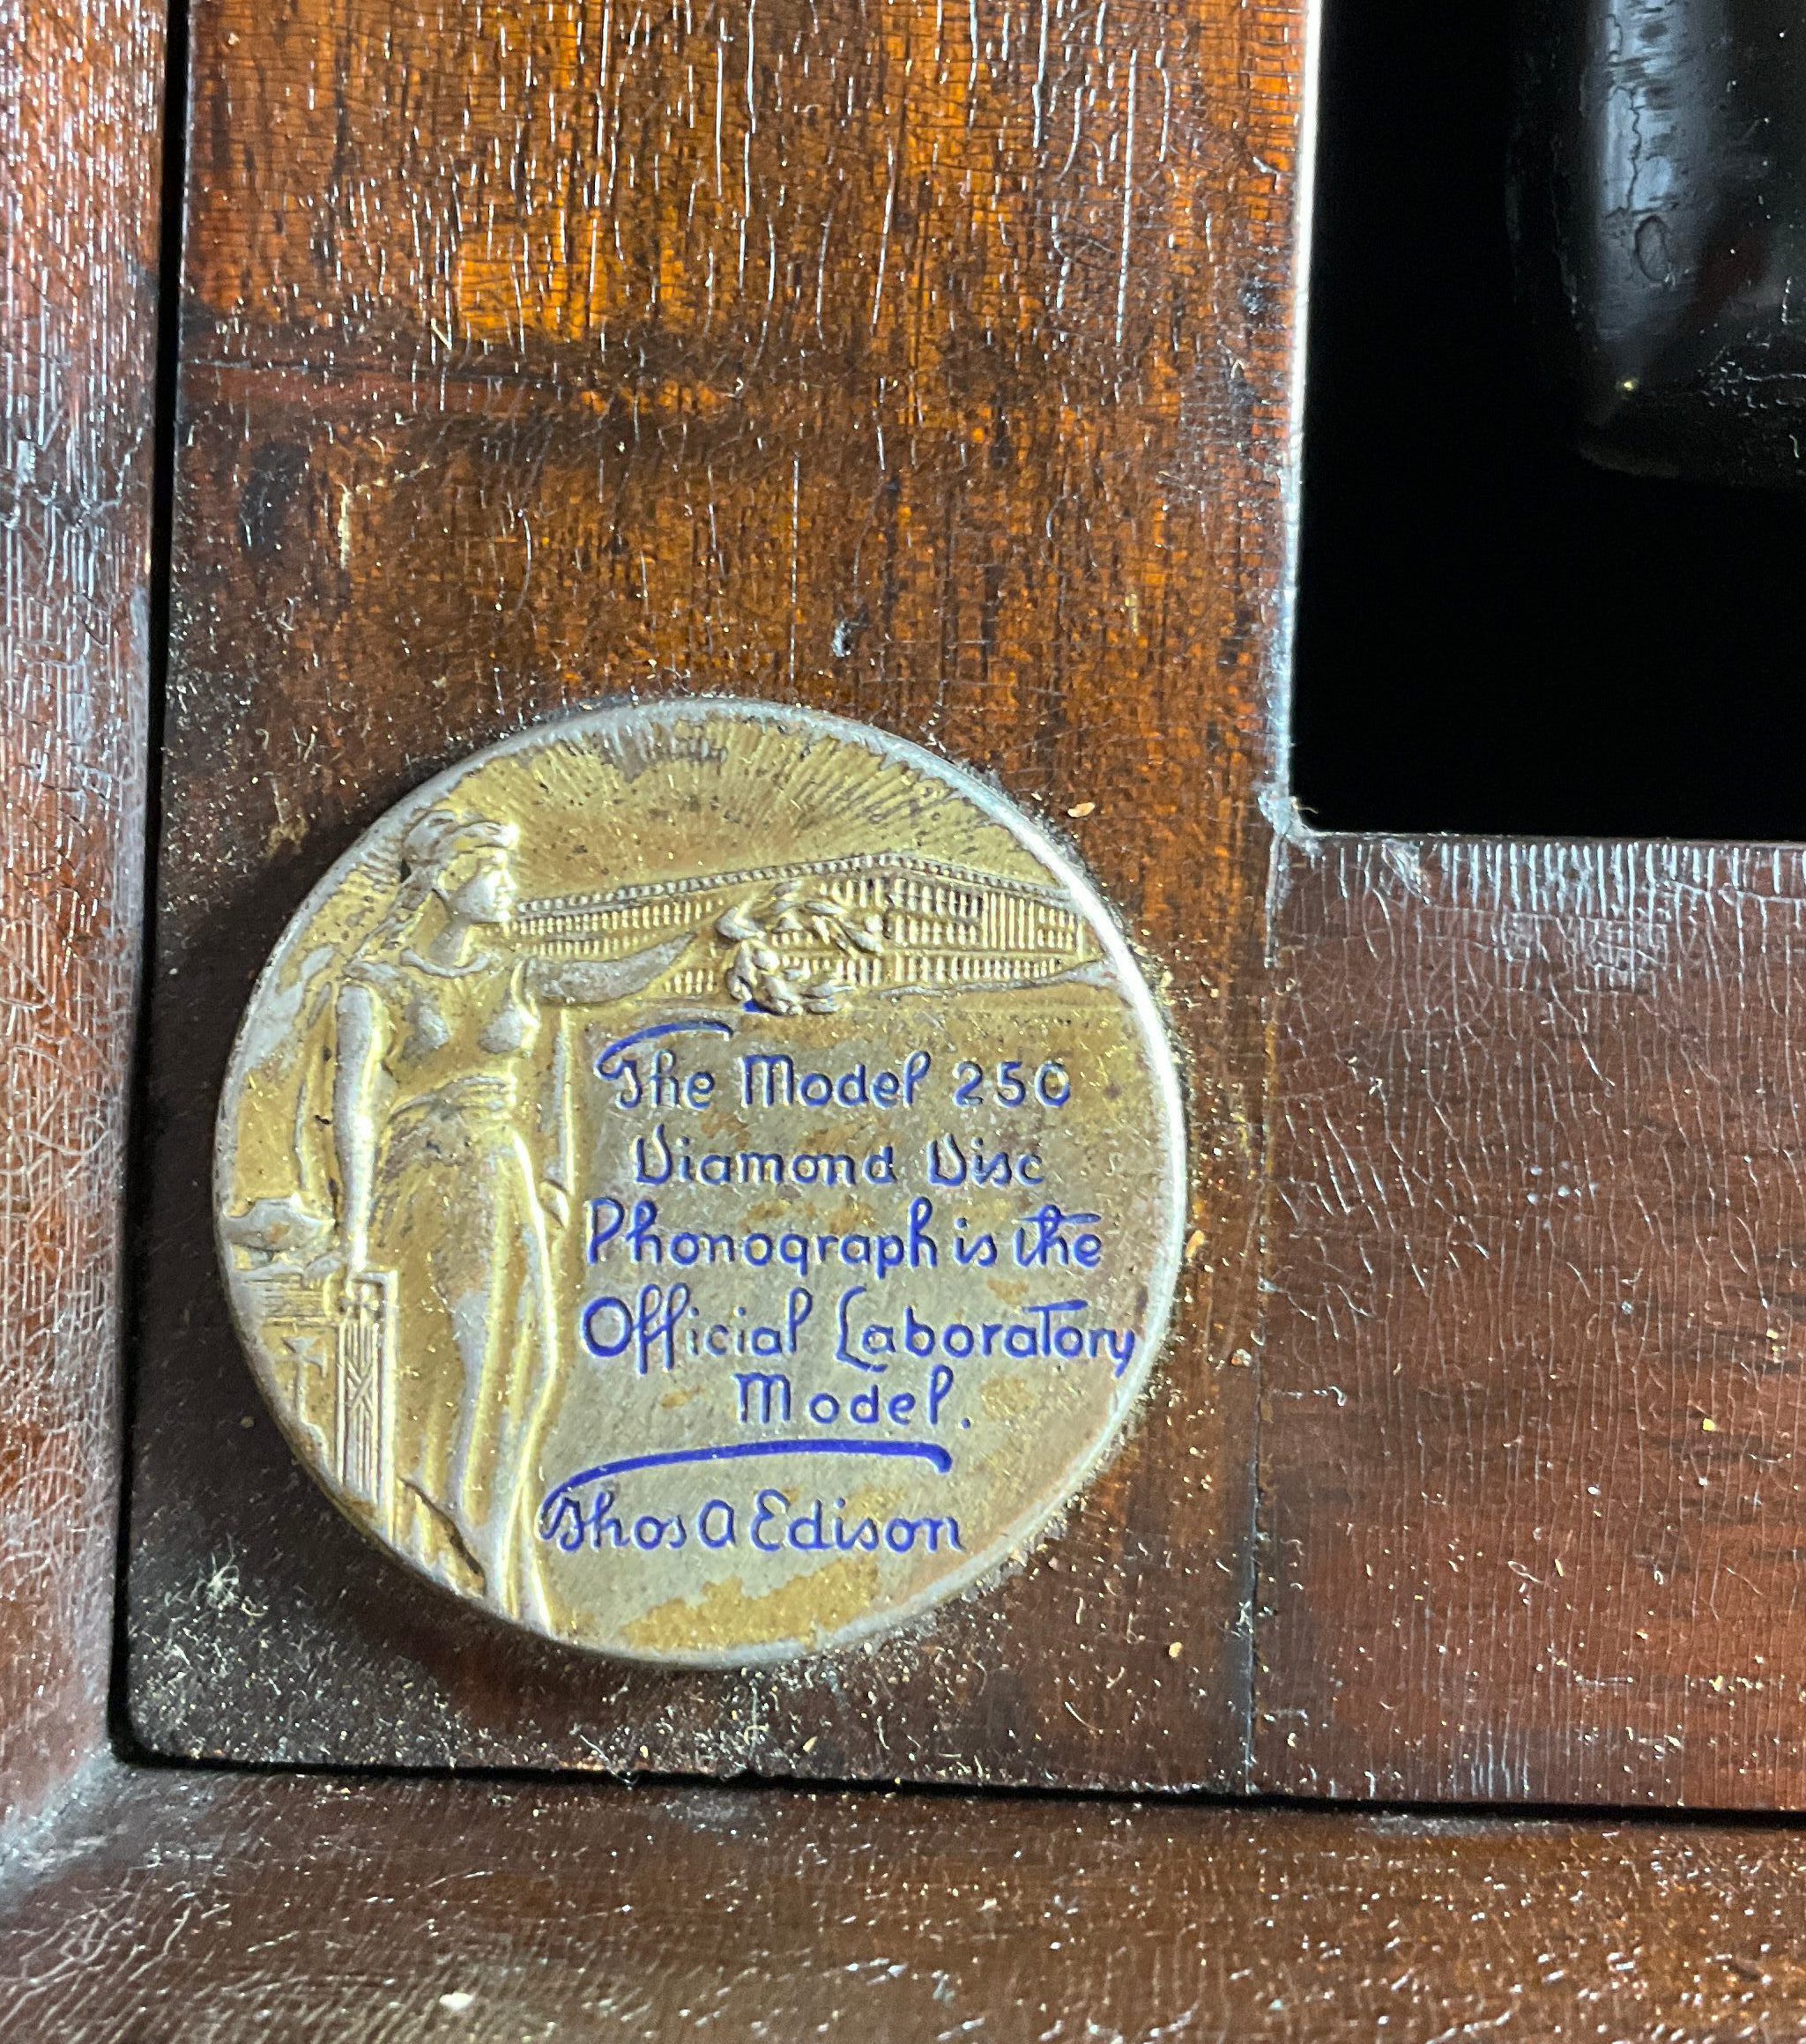 The Model 250
Diamond Disc
Phonograph is the
Official Laboratory
Model.
Thos A Edison